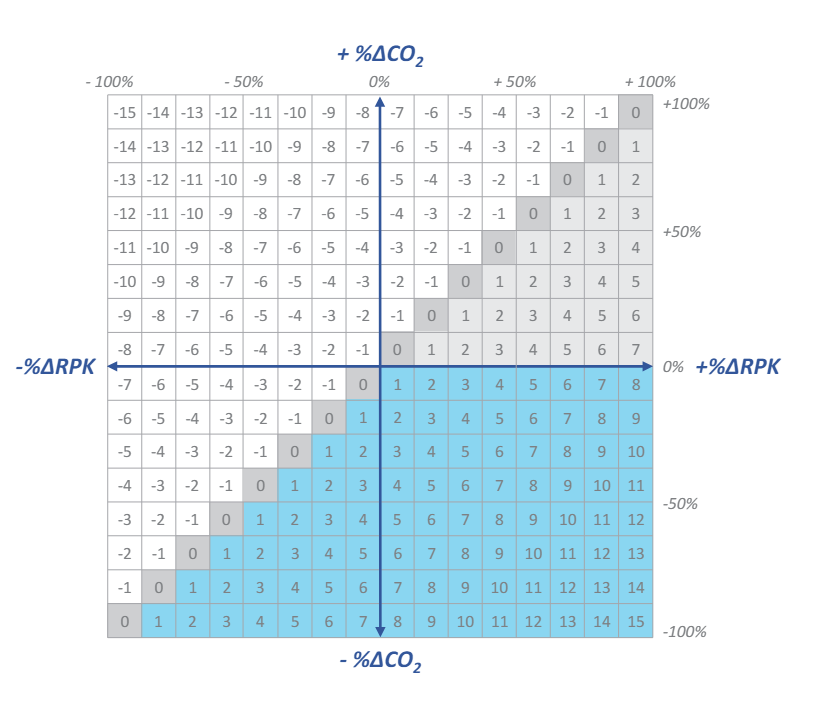 + %ΔCO2
- 100% - 50% 0% + 50% + 100%
-15 -14 -13 -12 -11 -10 -9 -8 -7 -6 -5 -4 -3 -2 -1 0 +100%
-14 -13 -12 -11 -10 -9 -8 -7 -6 -5 -4 -3 -2 -1 0 1
-13 -12 -11 -10 -9 -8 -7 -6 -5 -4 -3 -2 -1 0 1 2
-12 -11 -10 -9 -8 -7 -6 -5 -4 -3 -2 -1 0 1 2 3
+50%
-11 -10 -9 -8 -7 -6 -5 -4 -3 -2 -1 0 1 2 3 4
-10 -9 -8 -7 -6 -5 -4 -3 -2 -1 0 1 2 3 4 5
-9 -8 -7 -6 -5 -4 -3 -2 -1 0 1 2 3 4 5 6
-8 -7 -6 -5 -4 -3 -2 -1 0 1 2 3 4 5 6 7
-%ΔRPK 0% +%ΔRPK
-7 -6 -5 -4 -3 -2 -1 0 1 2 3 4 5 6 7 8
-6 -5 -4 -3 -2 -1 0 1 2 3 4 5 6 7 8 9
-5 -4 -3 -2 -1 0 1 2 3 4 5 6 7 8 9 10
-4 -3 -2 -1 0 1 2 3 4 5 6 7 8 9 10 11
-50%
-3 -2 -1 0 1 2 3 4 5 6 7 8 9 10 11 12
-2 -1 0 1 2 3 4 5 6 7 8 9 10 11 12 13
-1 0 1 2 3 4 5 6 7 8 9 10 11 12 13 14
0 1 2 3 4 5 6 7 8 9 10 11 12 13 14 15
-100%
- %ΔCO2